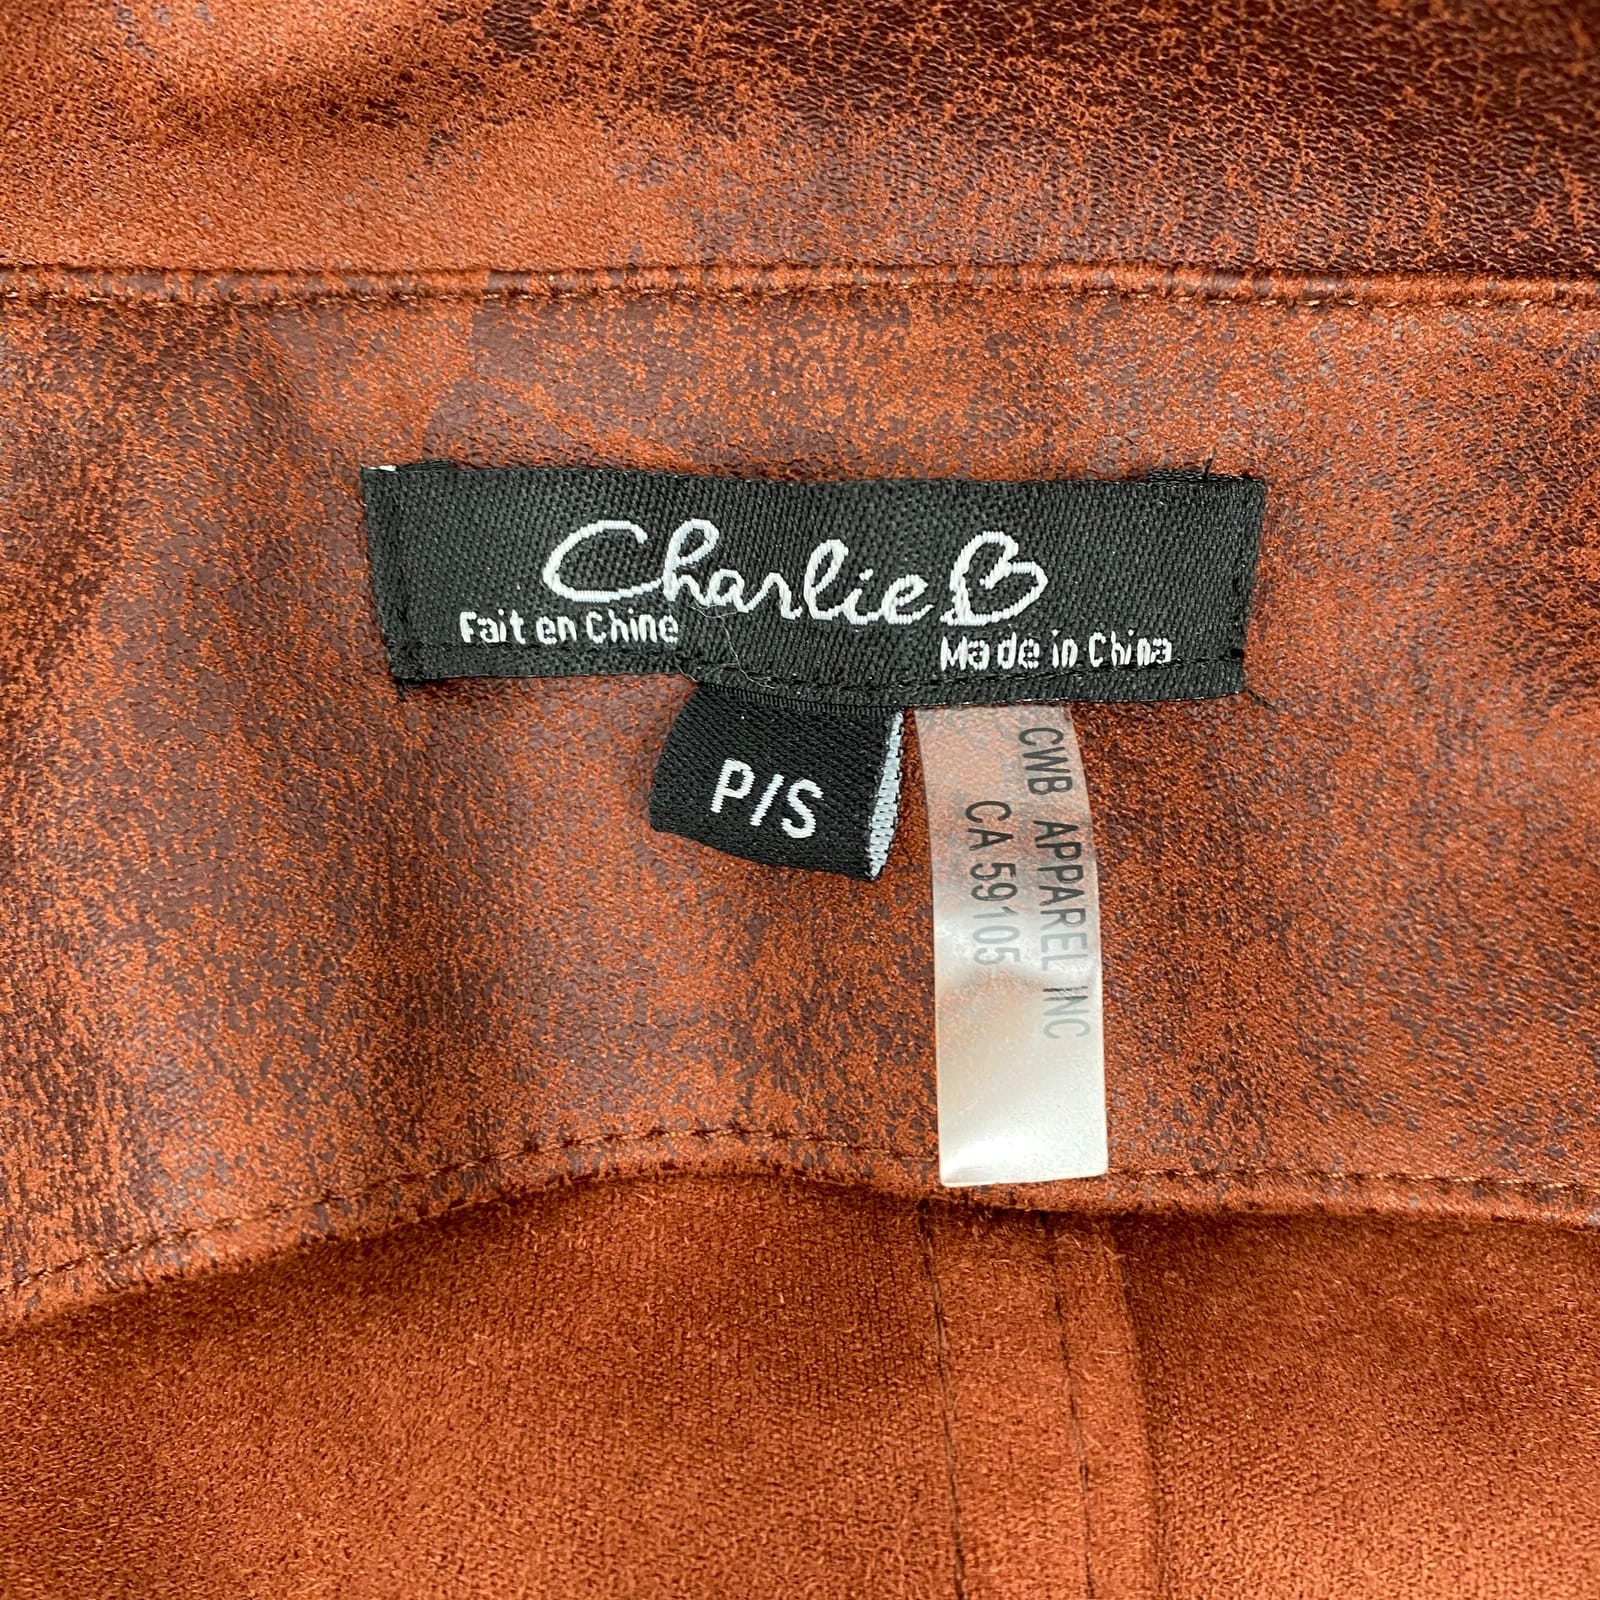 Charlie B
Fait en Chine
Made in China
P/S
CWB APPAREL INC
CA 59105